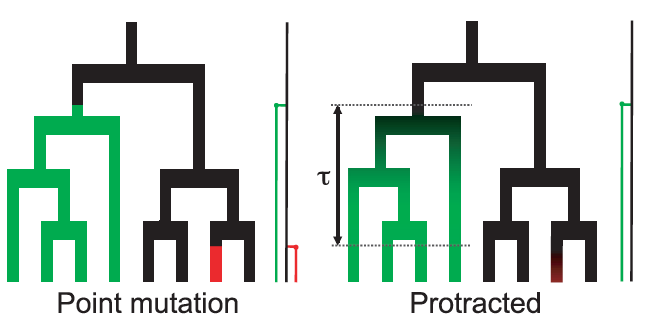 τ
Point mutation
Protracted